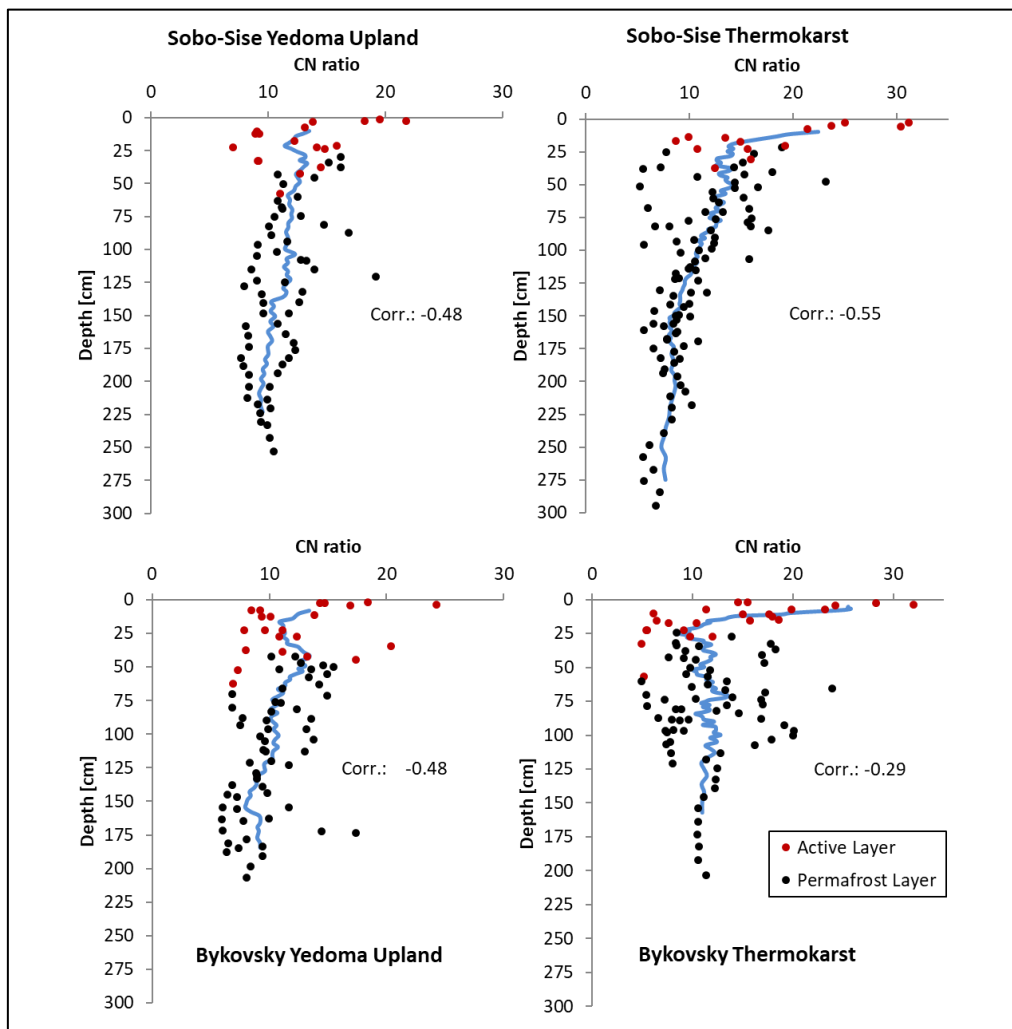 Sobo-Sise Yedoma Upland
CN ratio
0 10 20 30
0
25
50
75
100
125
150
175
200
225
250
275
300
Depth [cm]
Corr.: -0.48
Sobo-Sise Thermokarst
CN ratio
0 10 20 30
0
25
50
75
100
125
150
175
200
225
250
275
300
Depth [cm]
Corr.: -0.55
CN ratio
0 10 20 30
0
25
50
75
100
125
150
175
200
225
250
275
300
Depth [cm]
Corr.: -0.48
Bykovsky Yedoma Upland
CN ratio
0 10 20 30
0
25
50
75
100
125
150
175
200
225
250
275
300
Depth [cm]
Corr.: -0.29
Active Layer
Permafrost Layer
Bykovsky Thermokarst